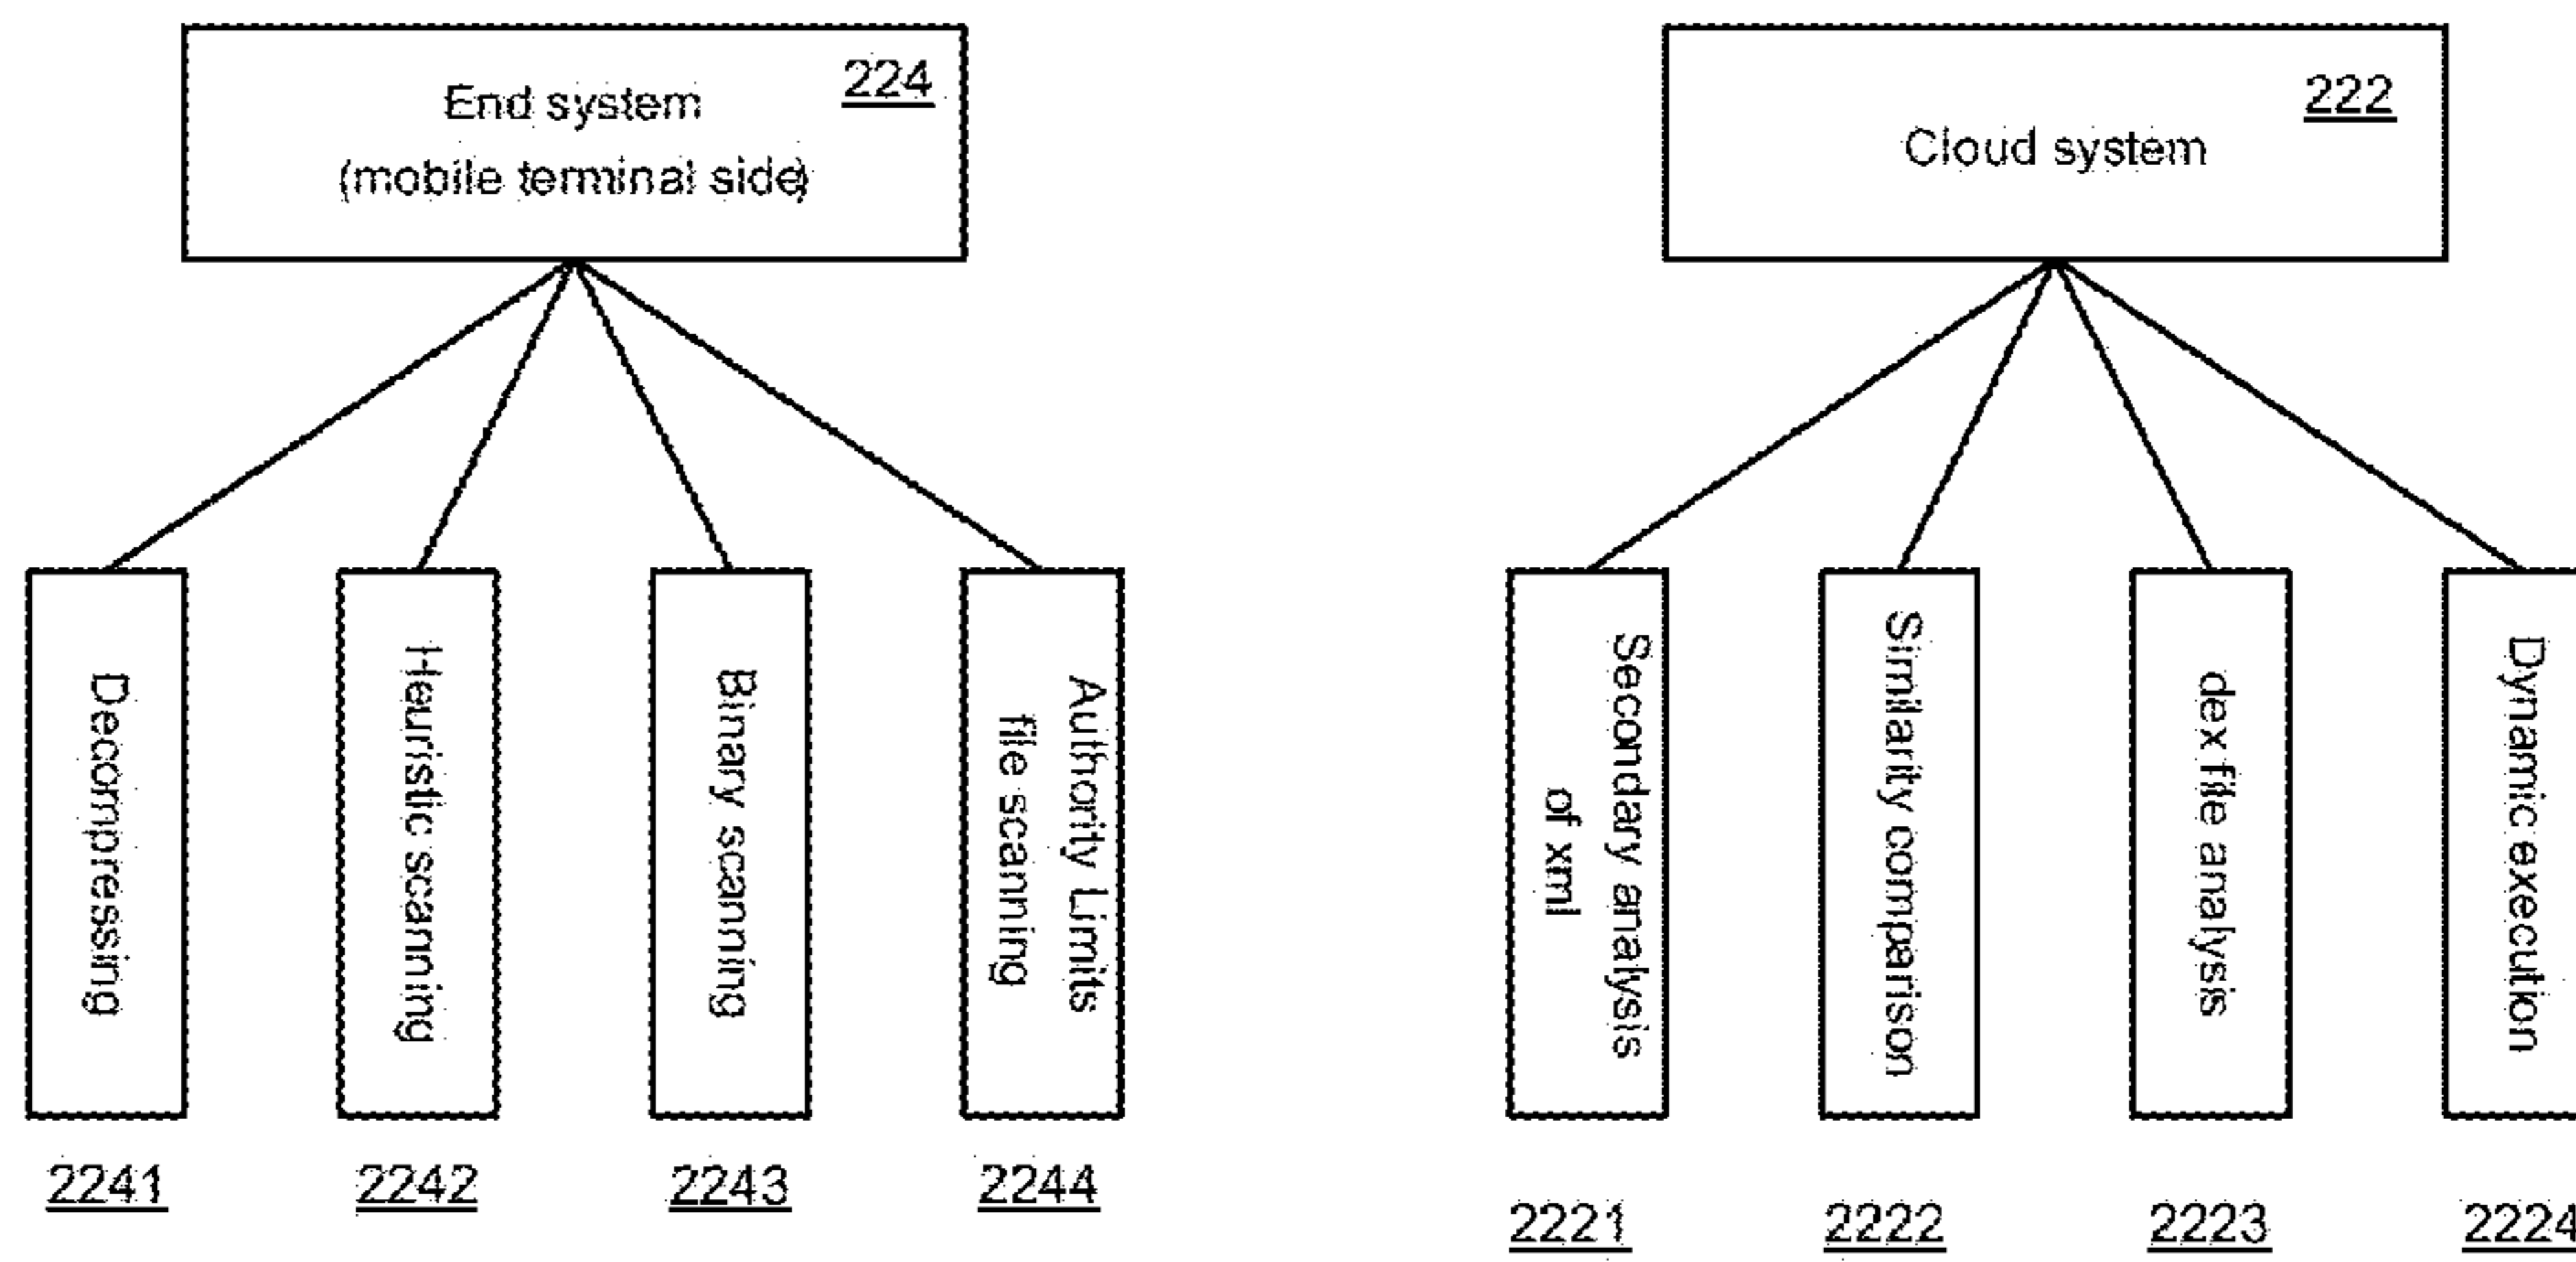 224
End system
(mobile terminal side)
222
Cloud system
Decompressing
Heuristic scanning
Binary scanning
Authority Limits
file scanning
Secondary analysis
of xml
Similarity comparison
dex file analysis
Dynamic execution
2241
2242
2243
2244
2221
2222
2223
2224